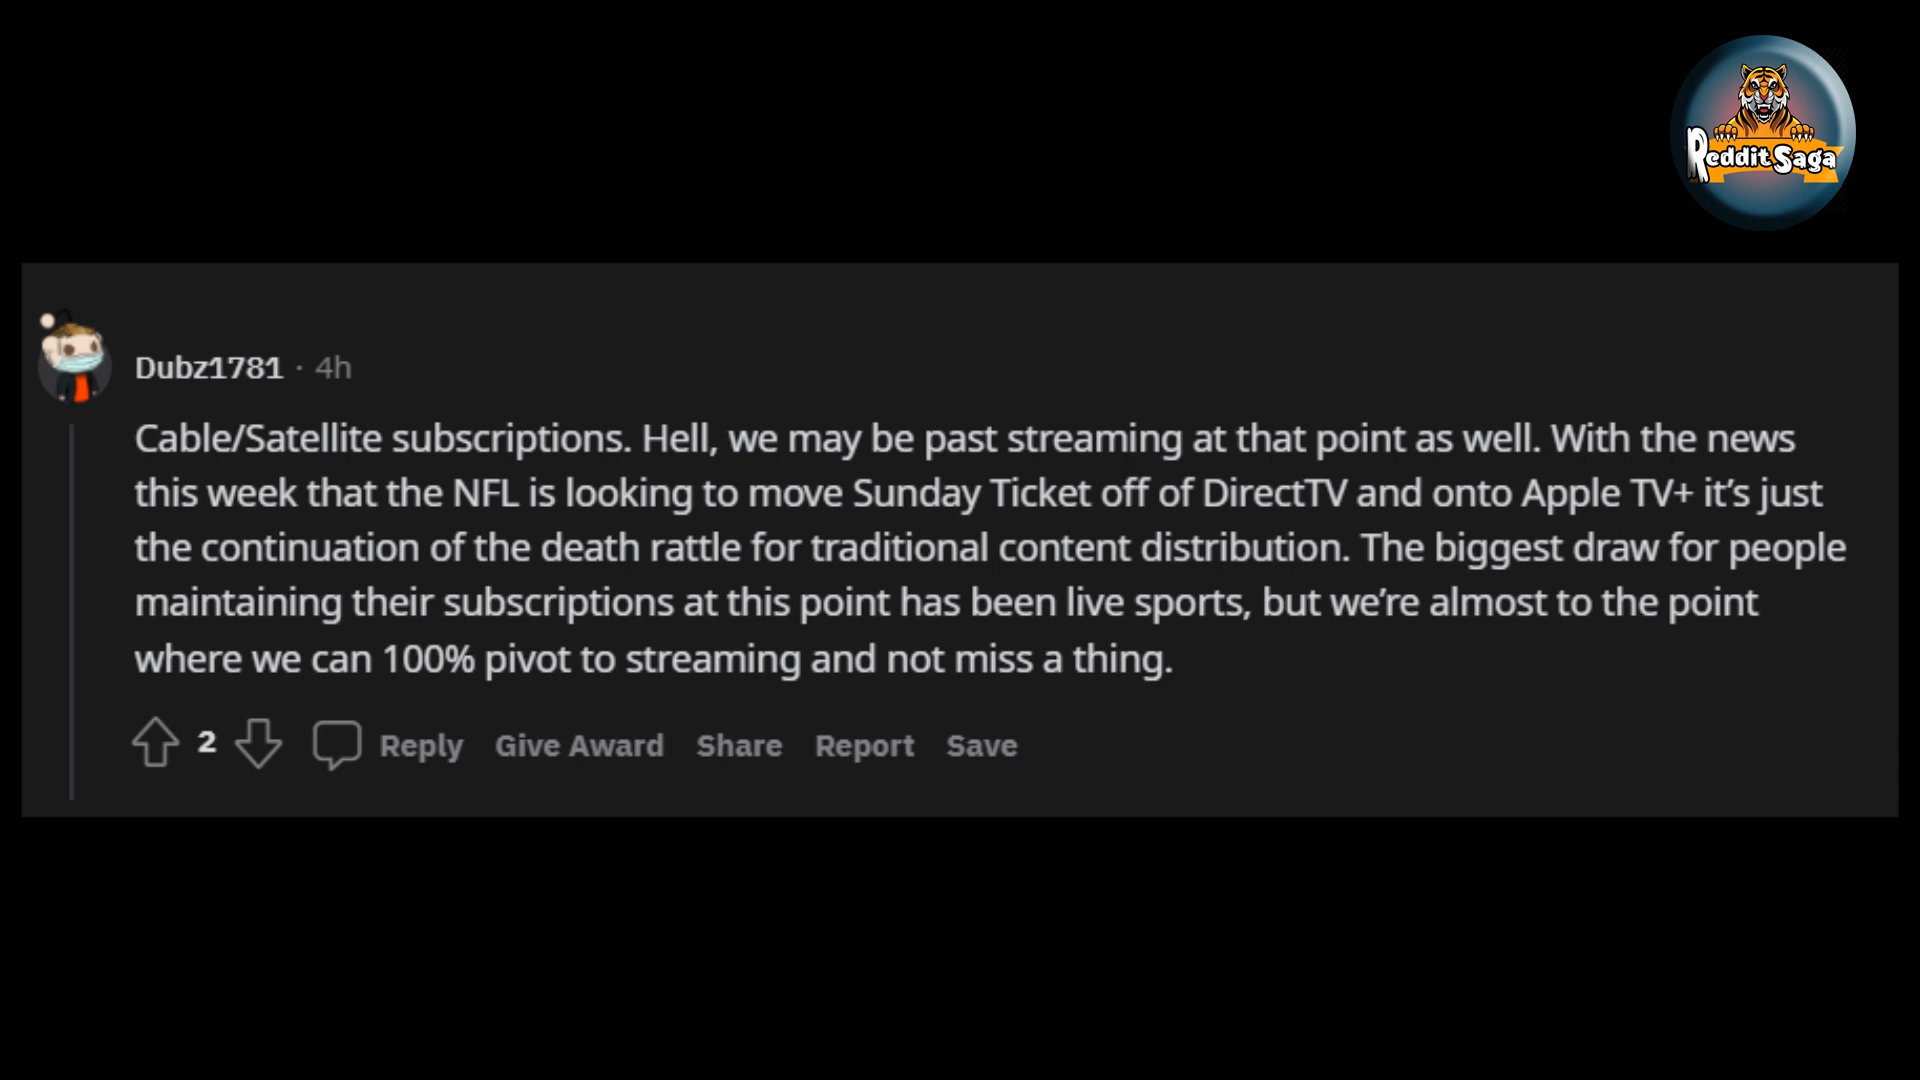 Reddit Saga
Dubz1781 · 4h
Cable/Satellite subscriptions. Hell, we may be past streaming at that point as well. With the news
this week that the NFL is looking to move Sunday Ticket off of DirectTV and onto Apple TV+ it’s just
the continuation of the death rattle for traditional content distribution. The biggest draw for people
maintaining their subscriptions at this point has been live sports, but we’re almost to the point
where we can 100% pivot to streaming and not miss a thing.
2 Reply Give Award Share Report Save